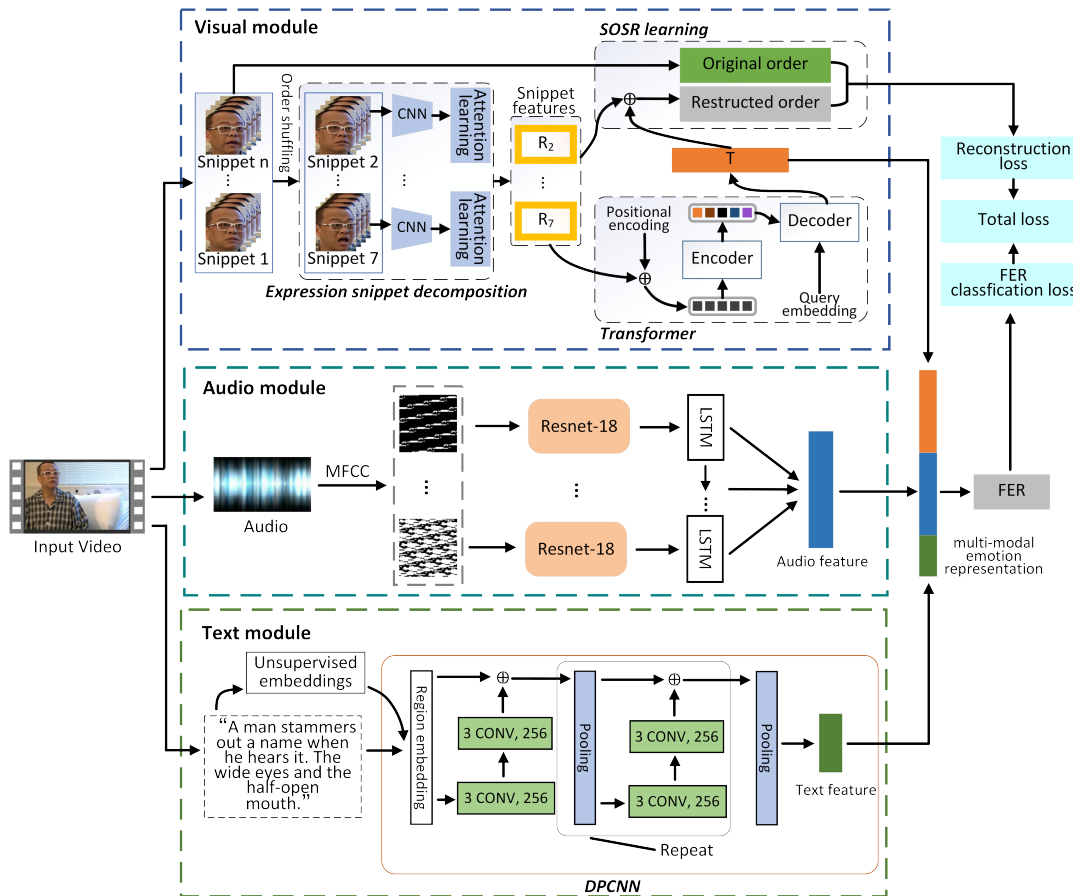 Visual module
SOSR learning
Original order
Restructed order
Order shuffling
Snippet n
...
Snippet 1
Snippet 2
...
Snippet 7
CNN
...
CNN
Attention
learning
...
Attention
learning
Snippet
features
R2
...
R7
Expression snippet decomposition
T
Positional
encoding
Encoder
Decoder
Query
embedding
Transformer
Reconstruction
loss
Total loss
FER
classfication loss
Audio module
MFCC
Audio
...
Resnet-18
...
Resnet-18
LSTM
...
LSTM
Audio feature
Input Video
FER
multi-modal
emotion
representation
Text module
Unsupervised
embeddings
“A man stammers
out a name when
he hears it. The
wide eyes and the
half-open
mouth.”
Region embedding
3 CONV, 256
3 CONV, 256
Pooling
3 CONV, 256
3 CONV, 256
Pooling
Text feature
Repeat
DPCNN